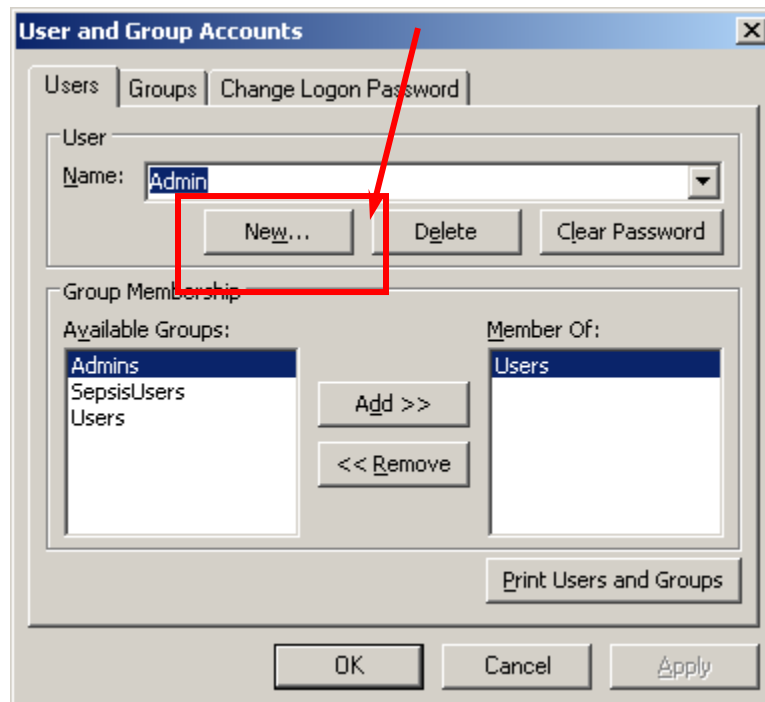 User and Group Accounts
Users Groups Change Logon Password
User
Name: Admin
New... Delete Clear Password
Group Membership
Available Groups: Member Of:
Admins Users
SepsisUsers
Users
Add >>
<< Remove
Print Users and Groups
OK Cancel Apply